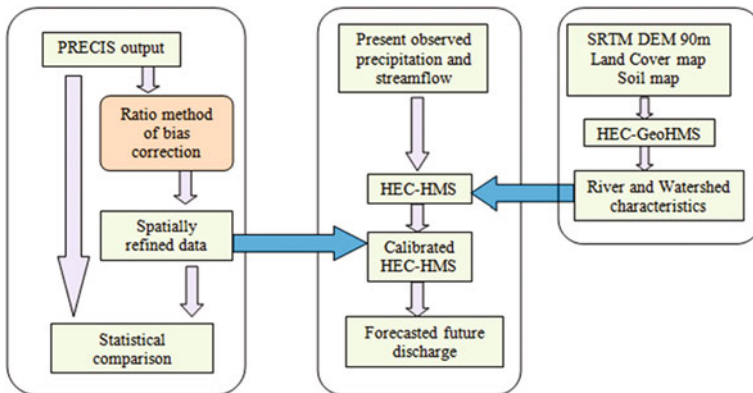 PRECIS output
Ratio method
of bias
correction
Spatially
refined data
Statistical
comparison
Present observed
precipitation and
streamflow
HEC-HMS
Calibrated
HEC-HMS
Forecasted future
discharge
SRTM DEM 90m
Land Cover map
Soil map
HEC-GeoHMS
River and Watershed
characteristics